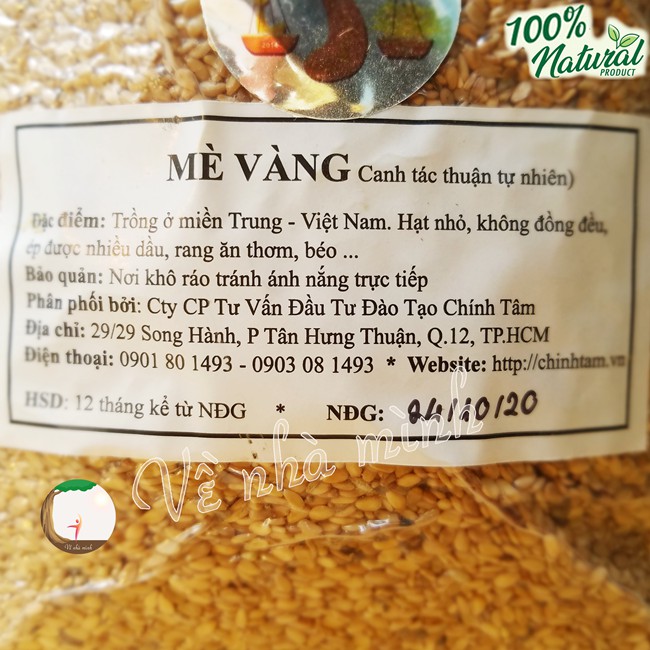 100%
Natural
PRODUCT
2014
MÈ VÀNG Canh tác thuận tự nhiên)
Đặc điểm: Trồng ở miền Trung - Việt Nam. Hạt nhỏ, không đồng đều,
ép được nhiều dầu, rang ăn thơm, béo ...
Bảo quản: Nơi khô ráo tránh ánh nắng trực tiếp
Phân phối bởi: Cty CP Tư Vấn Đầu Tư Đào Tạo Chính Tâm
Địa chỉ: 29/29 Song Hành, P Tân Hưng Thuận, Q.12, TP.HCM
Điện thoại: 0901 80 1493 - 0903 08 1493 * Website: http://chinhtam.vn
HSD: 12 tháng kể từ NĐG * NĐG: 24/10/20
Về nhà mình
Về nhà mình